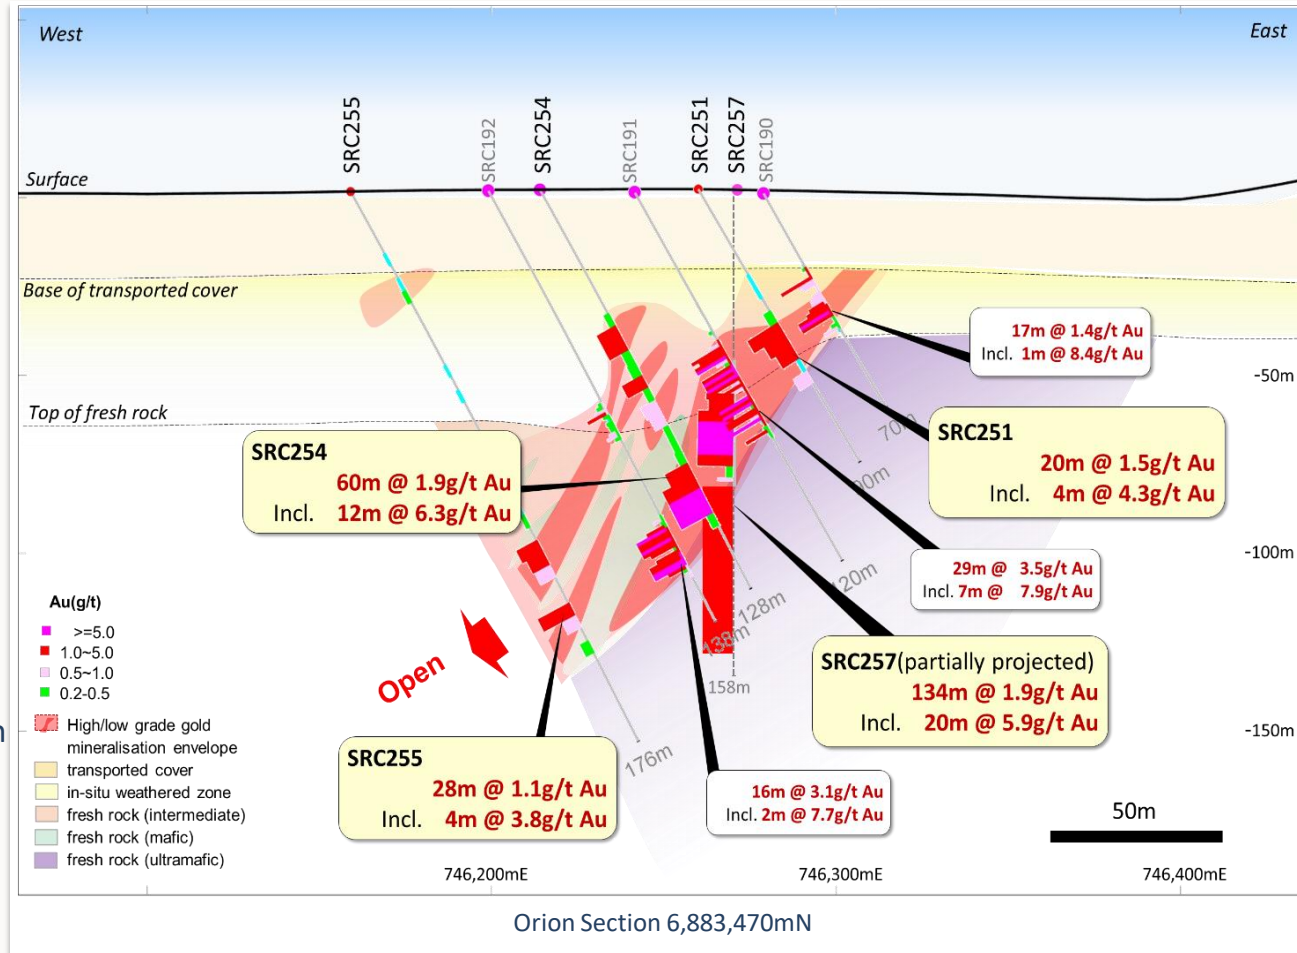 West
East
SRC255
SRC192
SRC254
SRC191
SRC251
SRC257
SRC190
Surface
Base of transported cover
17m @ 1.4g/t Au
Incl. 1m @ 8.4g/t Au
-50m
Top of fresh rock
70m
SRC251
20m @ 1.5g/t Au
Incl. 4m @ 4.3g/t Au
SRC254
60m @ 1.9g/t Au
Incl. 12m @ 6.3g/t Au
90m
-100m
29m @ 3.5g/t Au
Incl. 7m @ 7.9g/t Au
120m
128m
138m
158m
176m
Au(g/t)
>=5.0
1.0~5.0
0.5~1.0
0.2-0.5
Open
SRC257(partially projected)
134m @ 1.9g/t Au
Incl. 20m @ 5.9g/t Au
High/low grade gold
mineralisation envelope
transported cover
in-situ weathered zone
fresh rock (intermediate)
fresh rock (mafic)
fresh rock (ultramafic)
-150m
SRC255
28m @ 1.1g/t Au
Incl. 4m @ 3.8g/t Au
16m @ 3.1g/t Au
Incl. 2m @ 7.7g/t Au
50m
746,200mE
746,300mE
746,400mE
Orion Section 6,883,470mN